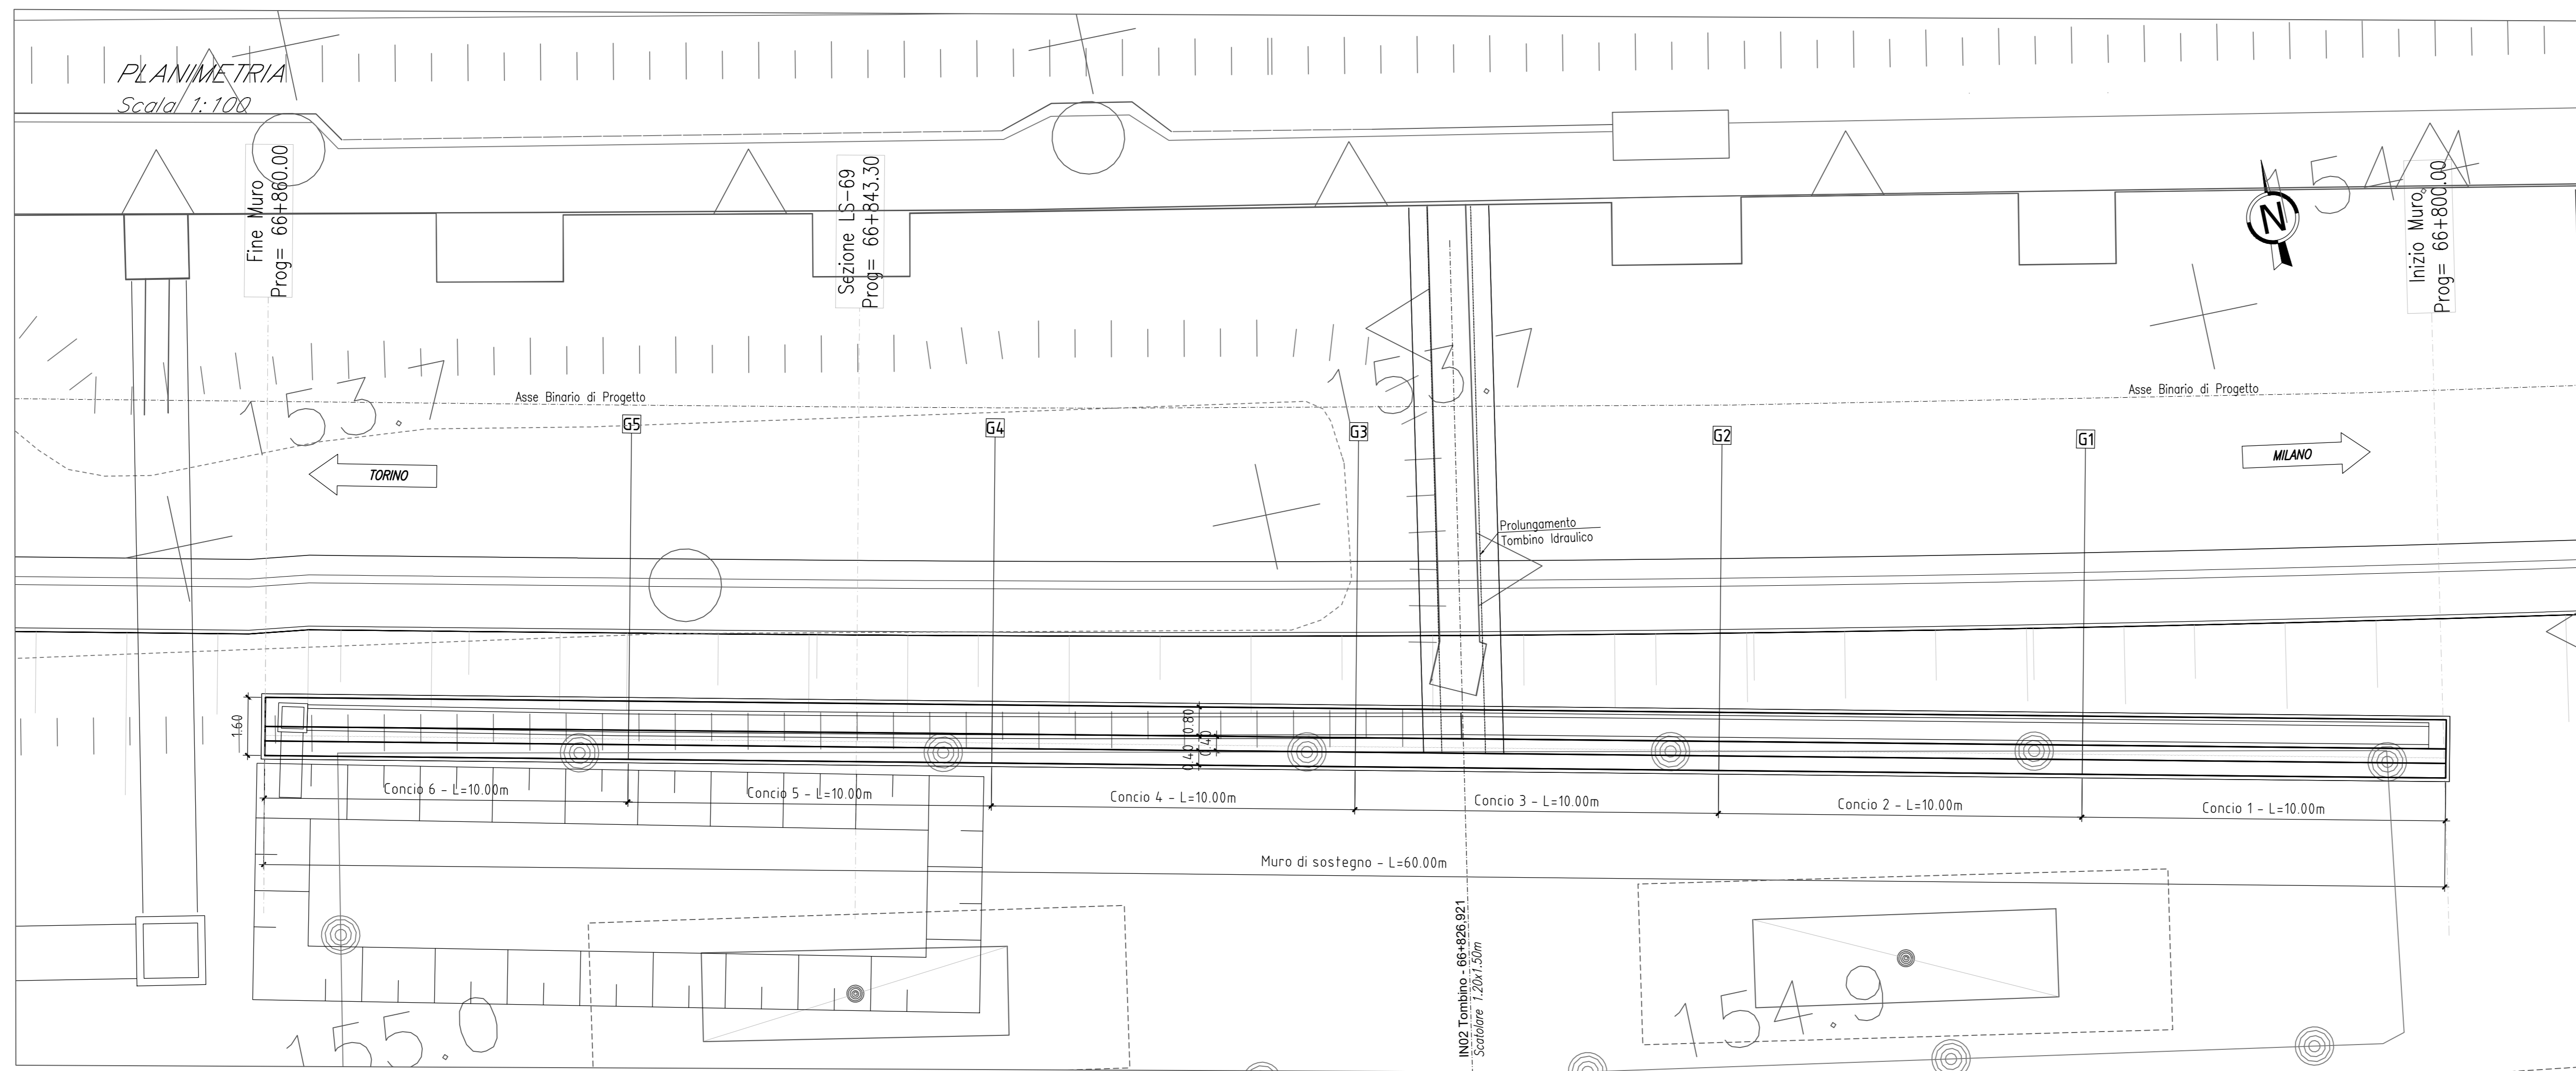 PLANIMETRIA
Scala 1:100
Fine Muro
Prog= 66+860.00
Sezione LS-69
Prog= 66+843.30
Inizio Muro
Prog= 66+800.00
N
154.4
153.7
153.7
Asse Binario di Progetto
Asse Binario di Progetto
G5
G4
G3
G2
G1
TORINO
MILANO
Prolungamento
Tombino Idraulico
1.60
0.80
0.40
0.40
Concio 6 - L=10.00m
Concio 5 - L=10.00m
Concio 4 - L=10.00m
Concio 3 - L=10.00m
Concio 2 - L=10.00m
Concio 1 - L=10.00m
Muro di sostegno - L=60.00m
IN02 Tombino - 66+826,921
Scatolare 1.20x1.50m
155.0
154.9